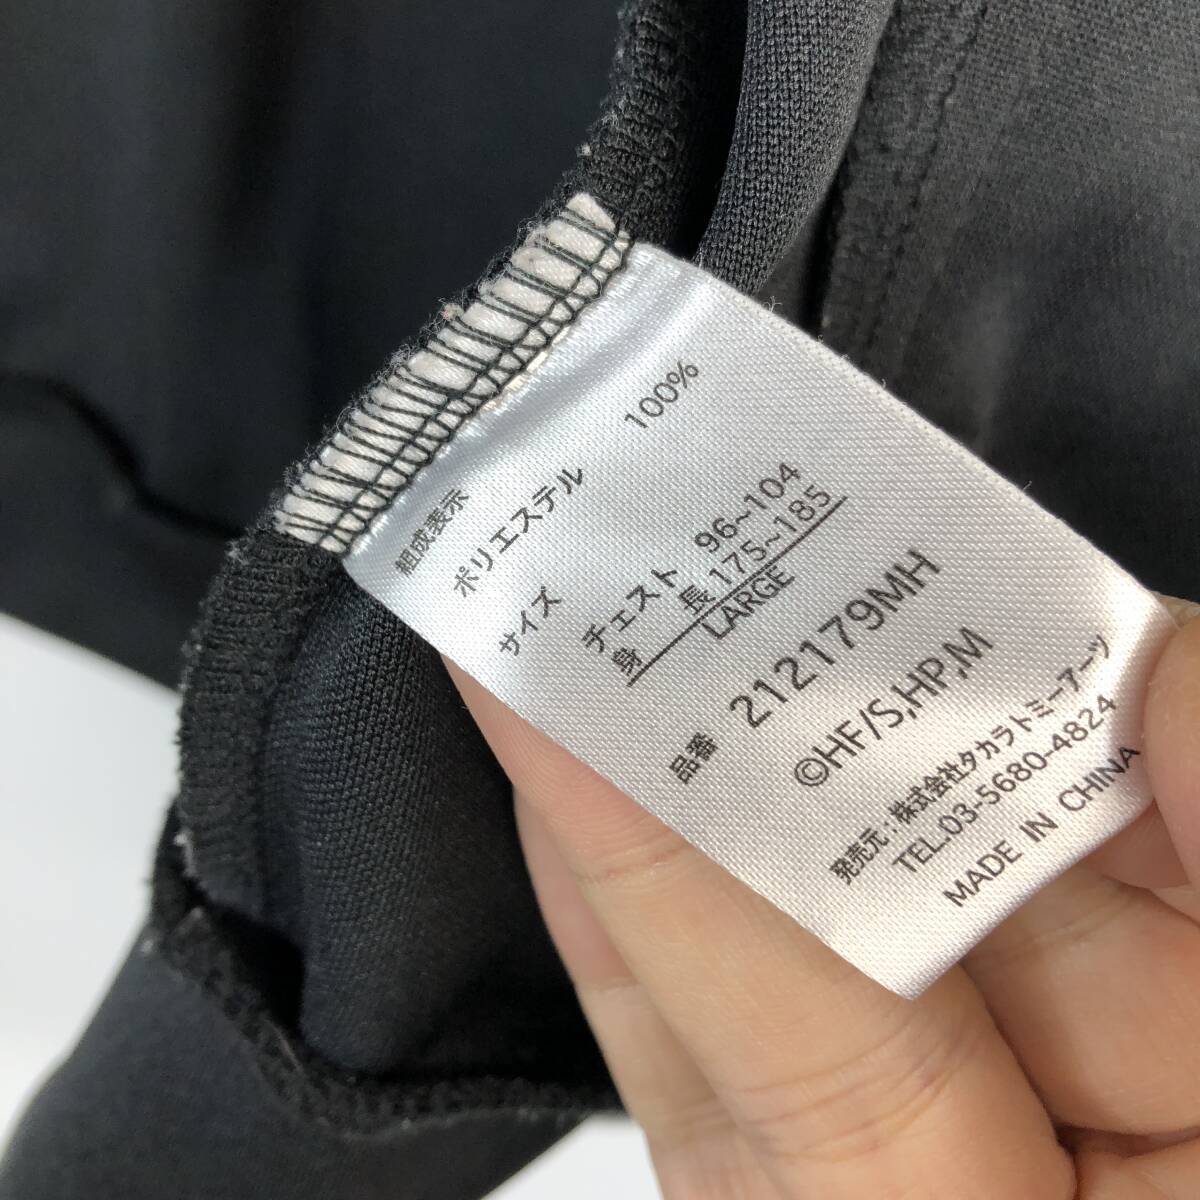 組成表示
ポリエステル 100%
サイズ
チェスト 96~104
身 長 175~185
LARGE
品番 212179MH
©HF/S,HP,M
発売元:株式会社タカラトミーアーツ
TEL.03-5680-4824
MADE IN CHINA